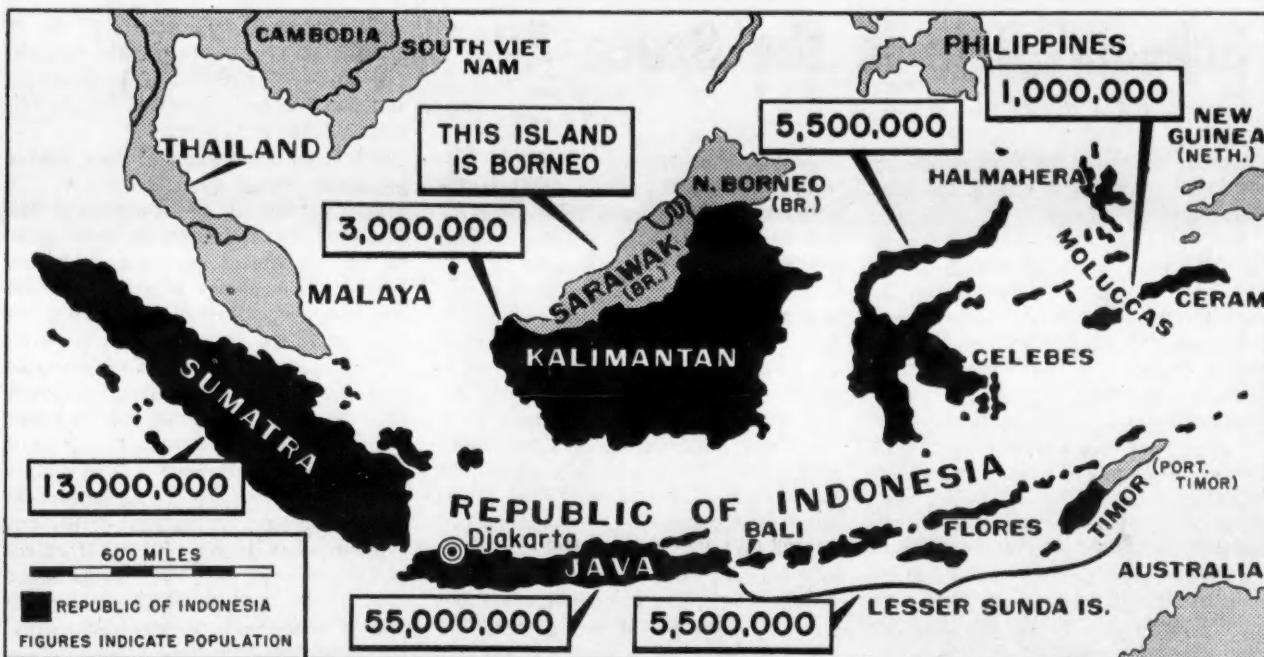 CAMBODIA
SOUTH VIET
NAM
PHILIPPINES
1,000,000
5,500,000
NEW
GUINEA
(NETH.)
THIS ISLAND
IS BORNEO
THAILAND
HALMAHERA
N. BORNEO
(BR.)
3,000,000
SARAWAK
(BR.)
MALAYA
MOLUCCAS
CERAM
KALIMANTAN
CELEBES
SUMATRA
13,000,000
REPUBLIC OF INDONESIA
(PORT.
TIMOR)
TIMOR
Djakarta
BALI
FLORES
JAVA
AUSTRALIA
LESSER SUNDA IS.
55,000,000
5,500,000
600 MILES
REPUBLIC OF INDONESIA
FIGURES INDICATE POPULATION